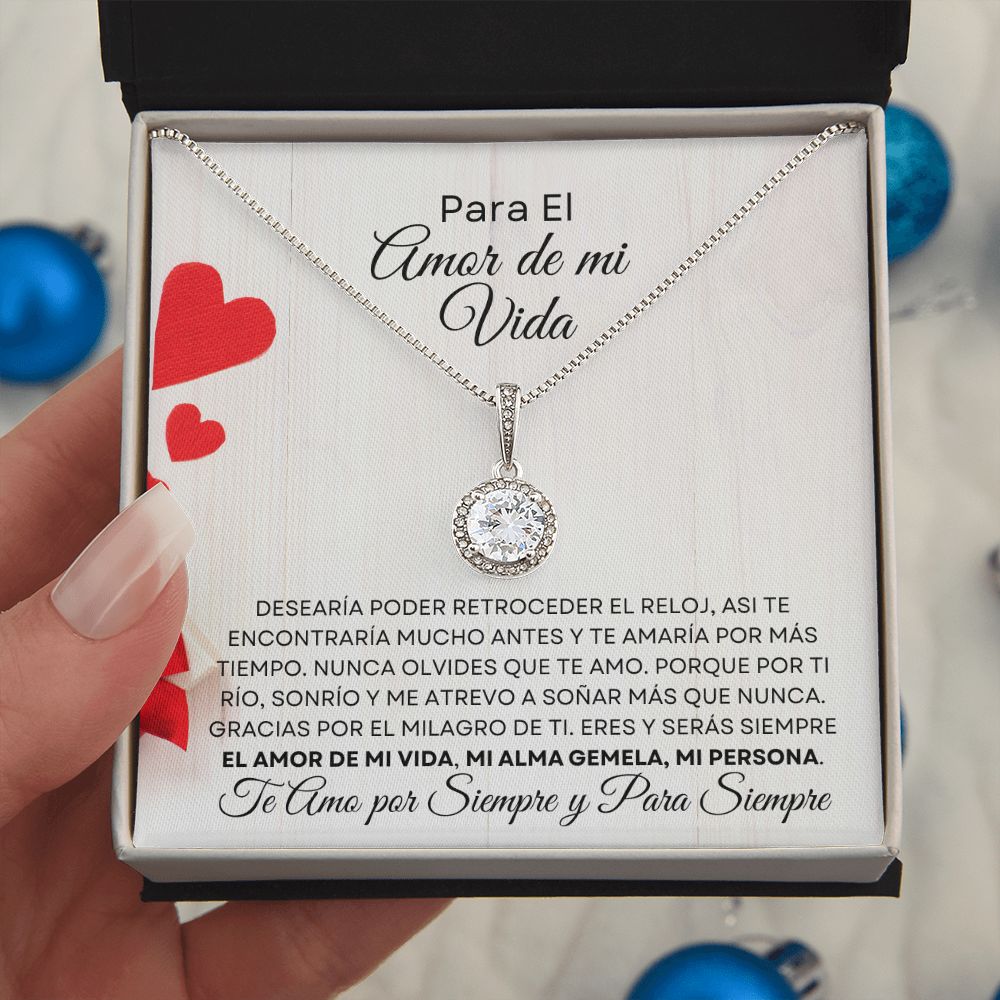 Para El
Amor de mi
Vida
DESEARÍA PODER RETROCEDER EL RELOJ, ASI TE
ENCONTRARÍA MUCHO ANTES Y TE AMARÍA POR MÁS
TIEMPO. NUNCA OLVIDES QUE TE AMO. PORQUE POR TI
RÍO, SONRÍO Y ME ATREVO A SOÑAR MÁS QUE NUNCA.
GRACIAS POR EL MILAGRO DE TI. ERES Y SERÁS SIEMPRE
EL AMOR DE MI VIDA, MI ALMA GEMELA, MI PERSONA.
Te Amo por Siempre y Para Siempre